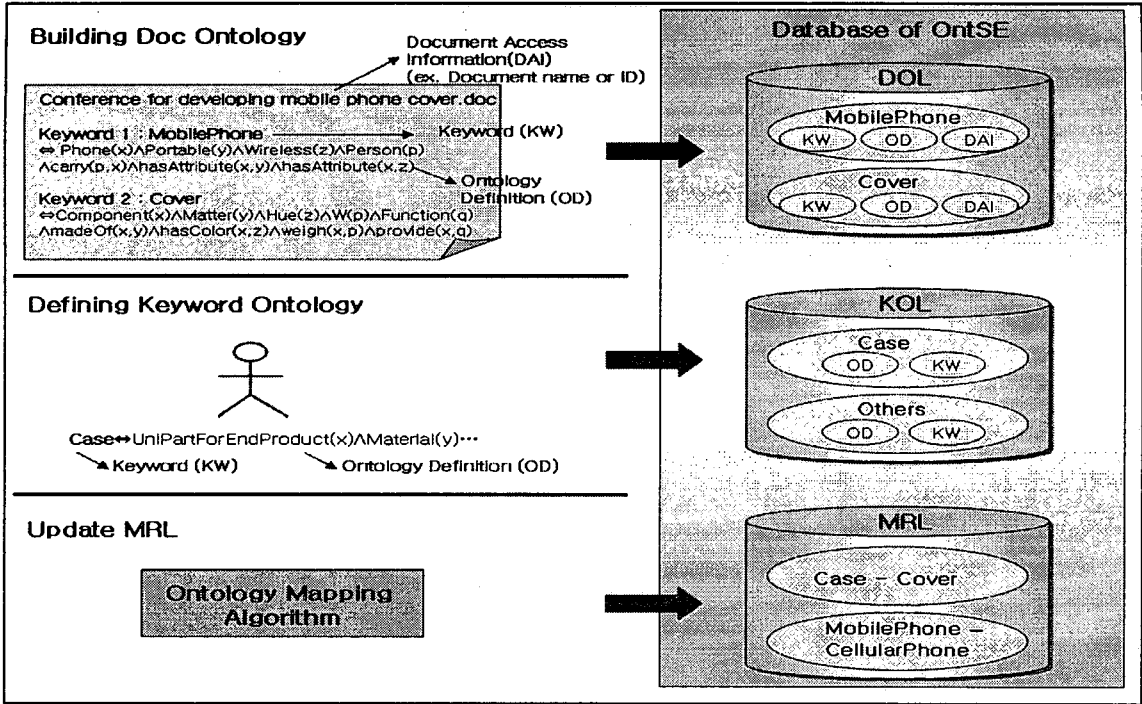 Building Doc Ontology
Document Access
Information(DAI)
(ex. Document name or ID)
Conference for developing mobile phone cover.doc
Keyword 1 : MobilePhone
Keyword (KW)
⇔ Phone(x)∧Portable(y)∧Wireless(z)∧Person(p)
∧carry(p,x)∧hasAttribute(x,y)∧hasAttribute(x,z)
Ontology
Definition (OD)
Keyword 2 : Cover
⇔Component(x)∧Matter(y)∧Hue(z)∧W(p)∧Function(q)
∧madeOf(x,y)∧hasColor(x,z)∧weigh(x,p)∧provide(x,q)
Defining Keyword Ontology
Case⇔UniPartForEndProduct(x)∧Material(y)···
Keyword (KW)
Ontology Definition (OD)
Update MRL
Ontology Mapping
Algorithm
Database of OntSE
DOL
MobilePhone
KW OD DAI
Cover
KW OD DAI
KOL
Case
OD KW
Others
OD KW
MRL
Case – Cover
MobilePhone –
CellularPhone